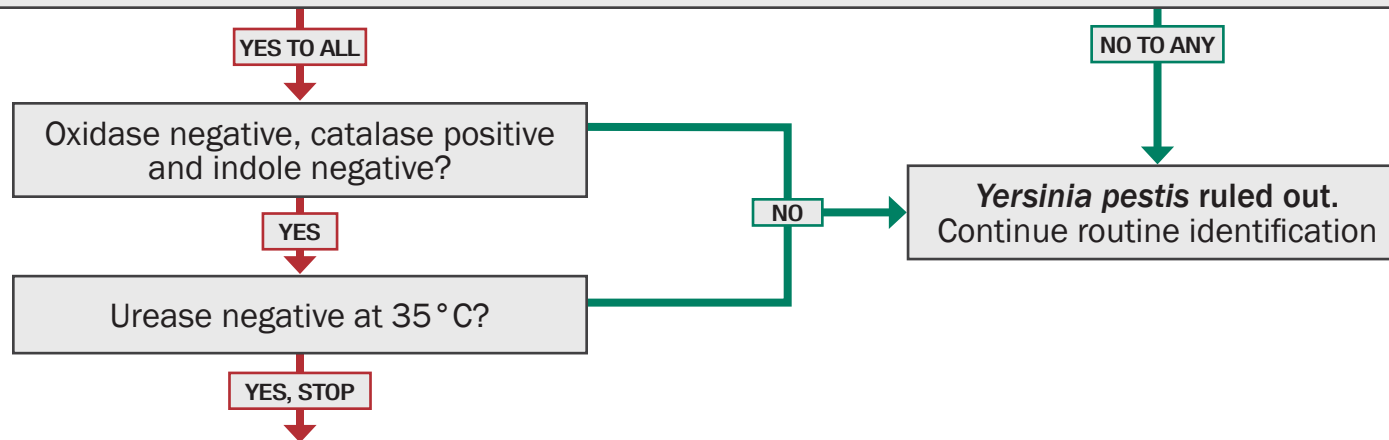 YES TO ALL
NO TO ANY
Oxidase negative, catalase positive
and indole negative?
Yersinia pestis ruled out.
Continue routine identification
NO
YES
Urease negative at 35°C?
YES, STOP